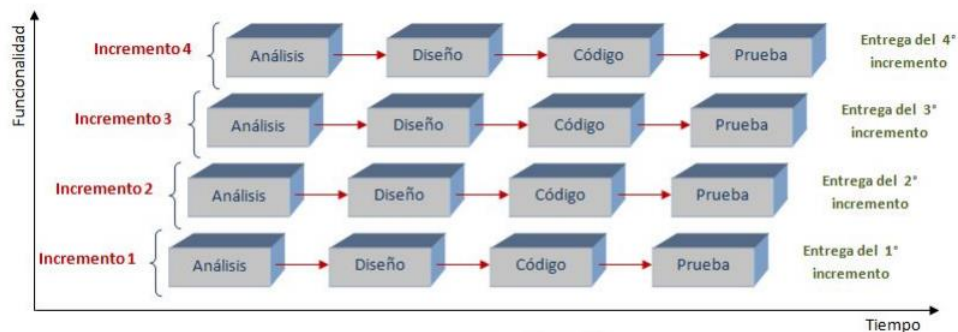 Funcionalidad
Incremento 4
Análisis
Diseño
Código
Prueba
Entrega del 4°
incremento
Incremento 3
Análisis
Diseño
Código
Prueba
Entrega del 3°
incremento
Incremento 2
Análisis
Diseño
Código
Prueba
Entrega del 2°
incremento
Incremento 1
Análisis
Diseño
Código
Prueba
Entrega del 1°
incremento
Tiempo